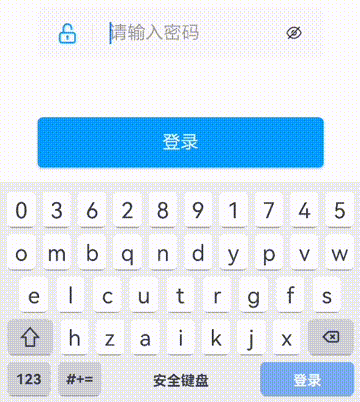 请输入密码
登录
0 3 6 2 8 9 1 7 4 5
o m b q n d y p v w
e l c u t r g f s
h z a i k j x
123 #+= 安全键盘 登录